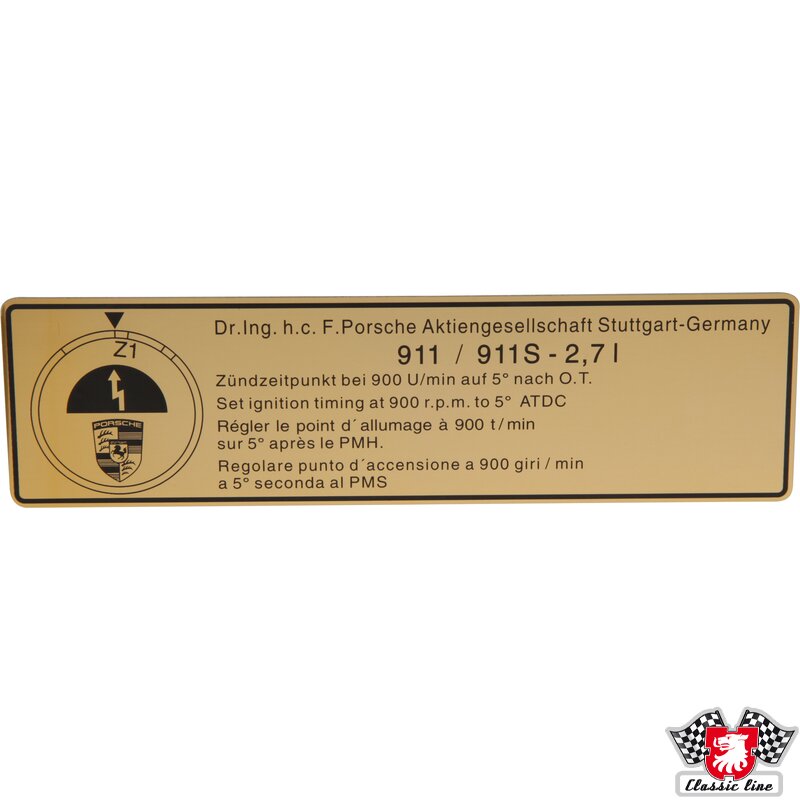 Dr.Ing. h.c. F.Porsche Aktiengesellschaft Stuttgart-Germany
911 / 911S - 2,7 l
Zündzeitpunkt bei 900 U/min auf 5° nach O.T.
Set ignition timing at 900 r.p.m. to 5° ATDC
Régler le point d´allumage à 900 t/min
sur 5° après le PMH.
Regolare punto d´accensione a 900 giri / min
a 5° seconda al PMS
Z1
PORSCHE
Classic line